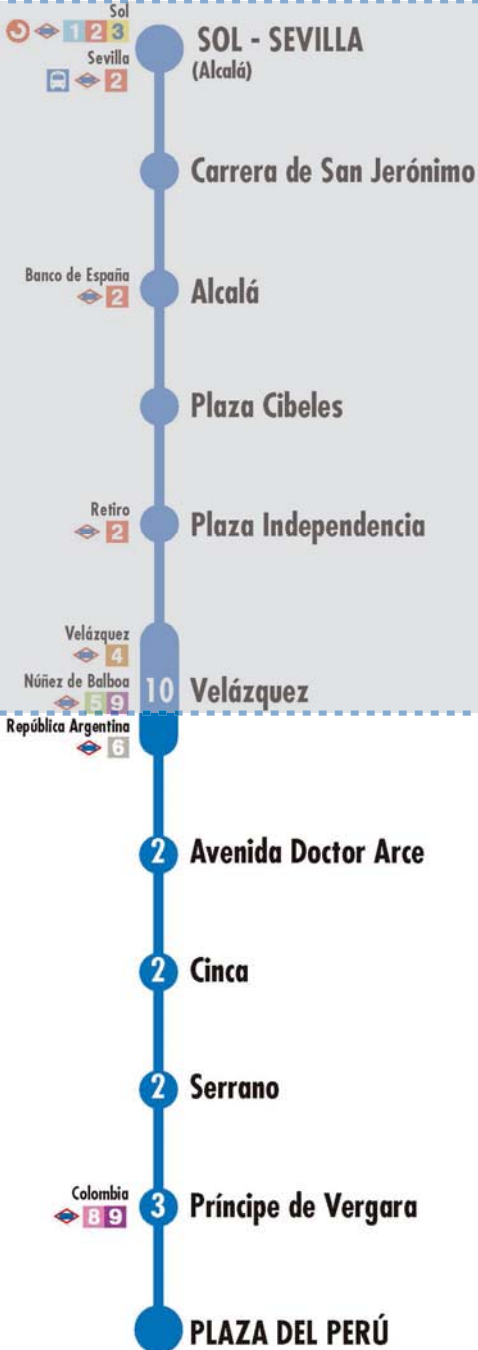 Sol
1 2 3
SOL - SEVILLA
(Alcalá)
Sevilla
2
Carrera de San Jerónimo
Banco de España
2
Alcalá
Plaza Cibeles
Retiro
2
Plaza Independencia
Velázquez
4
Núñez de Balboa
5 9
10 Velázquez
República Argentina
6
2 Avenida Doctor Arce
2 Cinca
2 Serrano
Colombia
8 9
3 Príncipe de Vergara
PLAZA DEL PERÚ